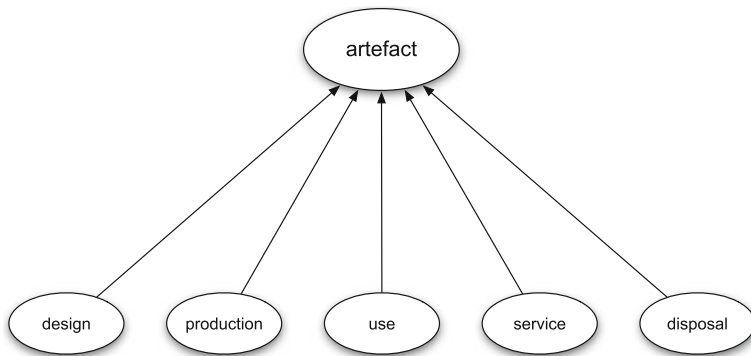 artefact
design
production
use
service
disposal